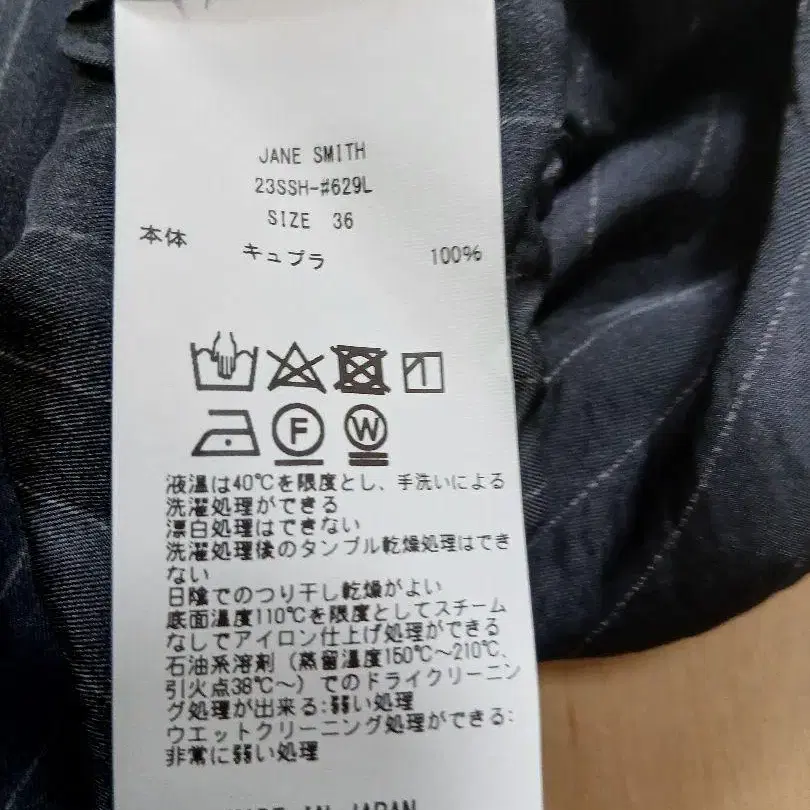 JANE SMITH
23SSH-#629L
SIZE 36
本体 キュプラ 100%
F W
液温は40℃を限度とし、手洗いによる
洗濯処理ができる
漂白処理はできない
洗濯処理後のタンブル乾燥処理はでき
ない
日陰でのつり干し乾燥がよい
底面温度110℃を限度としてスチーム
なしでアイロン仕上げ処理ができる
石油系溶剤(蒸留温度150℃~210℃、
引火点38℃~)でのドライクリーニン
グ処理が出来る:弱い処理
ウエットクリーニング処理ができる:
非常に弱い処理
MADE IN JAPAN